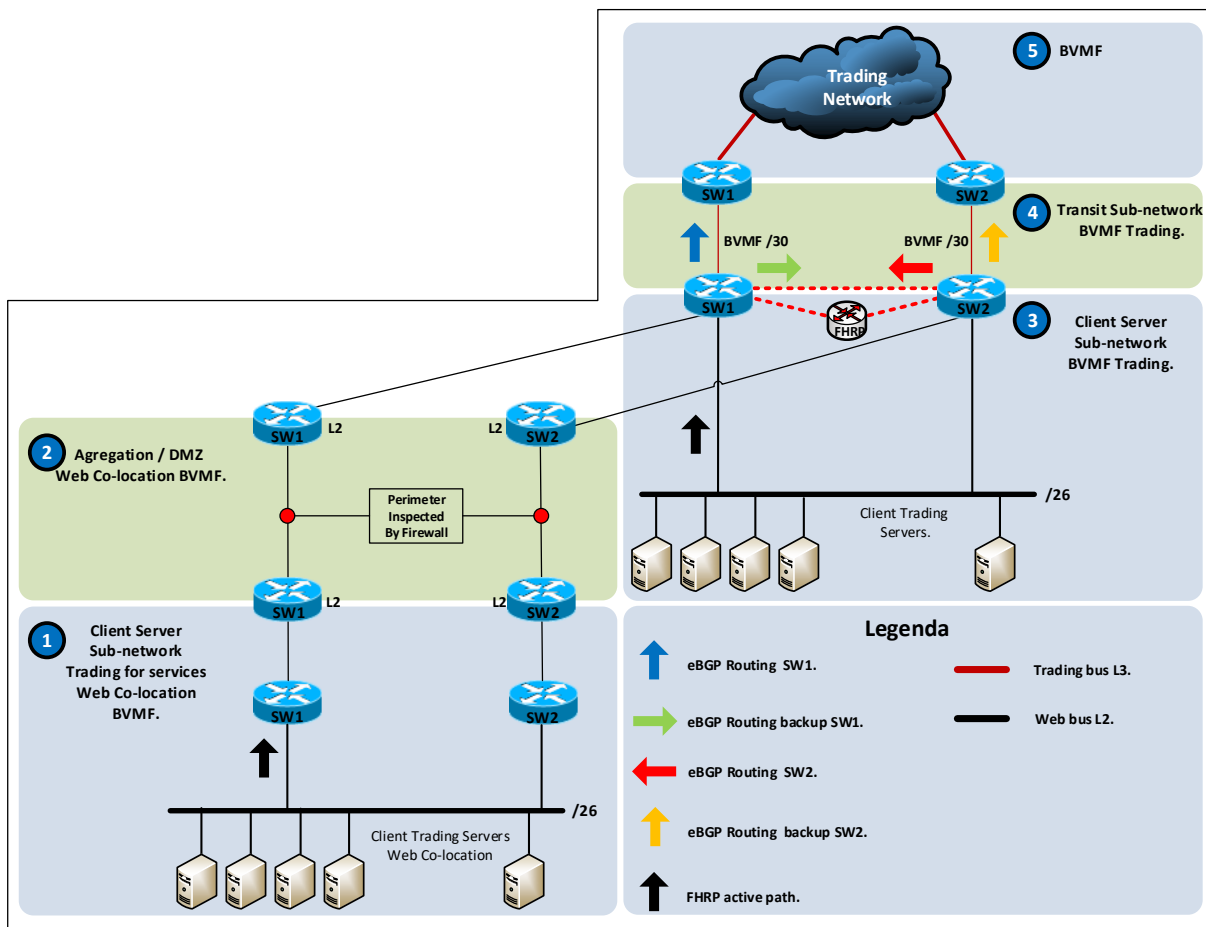 5
BVMF
Trading
Network
SW1
SW2
4
Transit Sub-network
BVMF Trading.
BVMF /30
BVMF /30
SW1
SW2
FHRP
3
Client Server
Sub-network
BVMF Trading.
SW1
L2
L2
SW2
2
Agregation / DMZ
Web Co-location BVMF.
Perimeter
Inspected
By Firewall
/26
Client Trading
Servers.
SW1
L2
L2
SW2
1
Client Server
Sub-network
Trading for services
Web Co-location
BVMF.
SW1
SW2
/26
Client Trading Servers
Web Co-location
Legenda
eBGP Routing SW1.
Trading bus L3.
eBGP Routing backup SW1.
Web bus L2.
eBGP Routing SW2.
eBGP Routing  backup SW2.
FHRP active path.